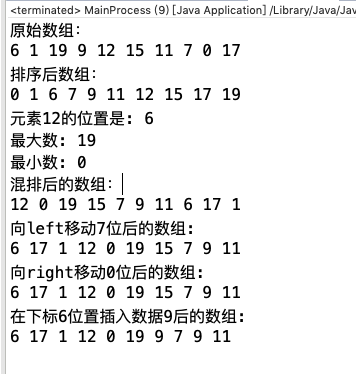 <terminated> MainProcess (9) [Java Application] /Library/Java/Jav
原始数组:
6 1 19 9 12 15 11 7 0 17
排序后数组:
0 1 6 7 9 11 12 15 17 19
元素12的位置是: 6
最大数: 19
最小数: 0
混排后的数组:
12 0 19 15 7 9 11 6 17 1
向left移动7位后的数组:
6 17 1 12 0 19 15 7 9 11
向right移动0位后的数组:
6 17 1 12 0 19 15 7 9 11
在下标6位置插入数据9后的数组:
6 17 1 12 0 19 9 7 9 11